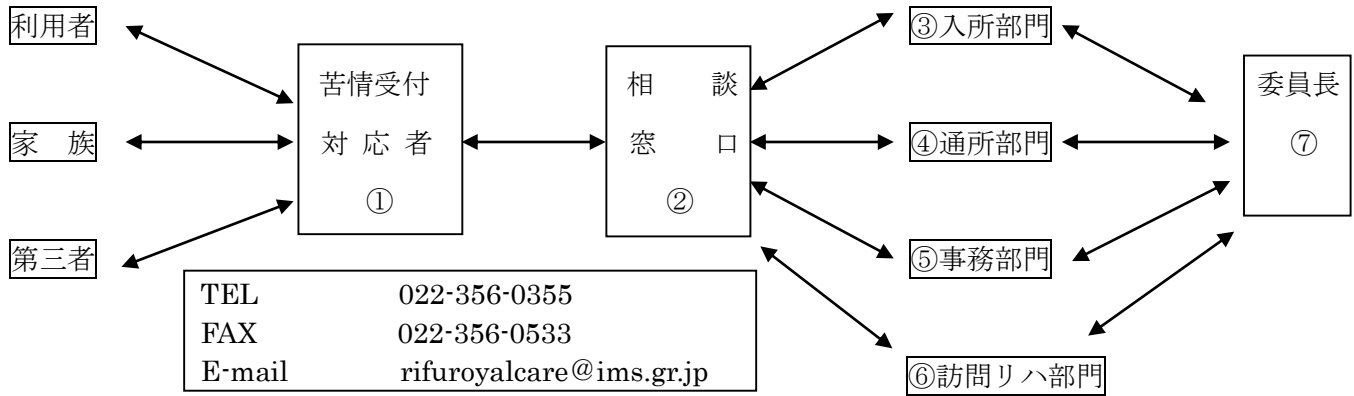 利用者
家　族
第三者
苦情受付
対 応 者
①
相　　談
窓　　口
②
③入所部門
④通所部門
⑤事務部門
⑥訪問リハ部門
委員長
⑦
TEL 022-356-0355
FAX 022-356-0533
E-mail rifuroyalcare@ims.gr.jp